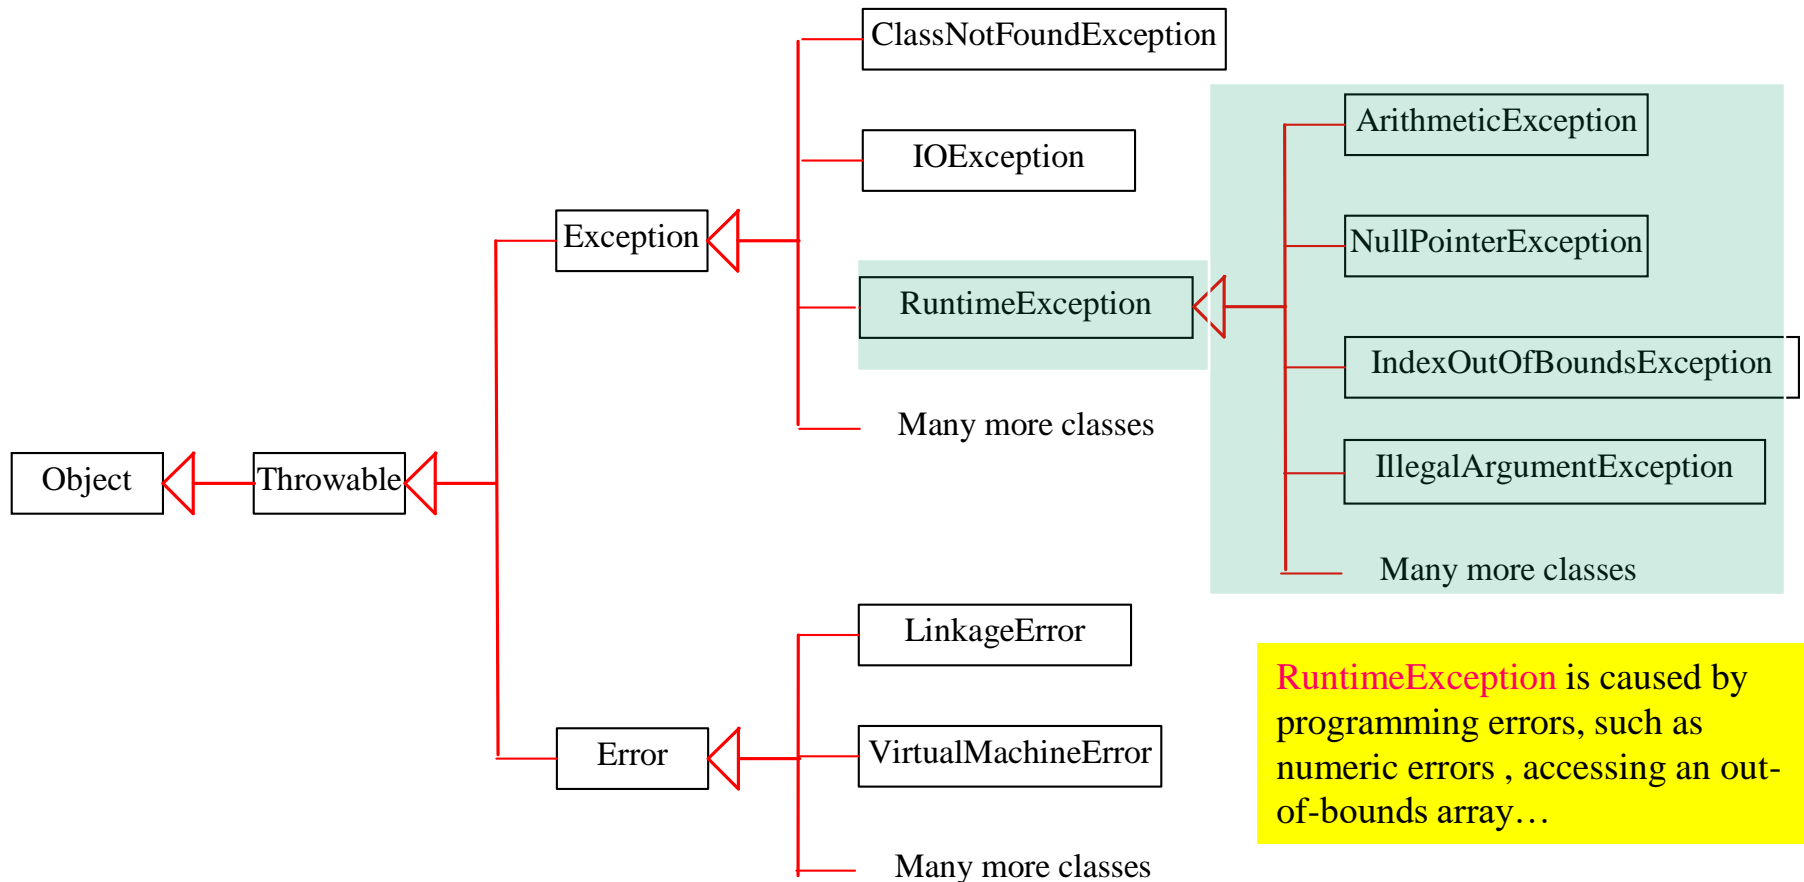 ClassNotFoundException
ArithmeticException
IOException
NullPointerException
Exception
RuntimeException
IndexOutOfBoundsException
Many more classes
IllegalArgumentException
Object
Throwable
Many more classes
LinkageError
Error
VirtualMachineError
Many more classes
RuntimeException is caused by
programming errors, such as
numeric errors , accessing an out-
of-bounds array…